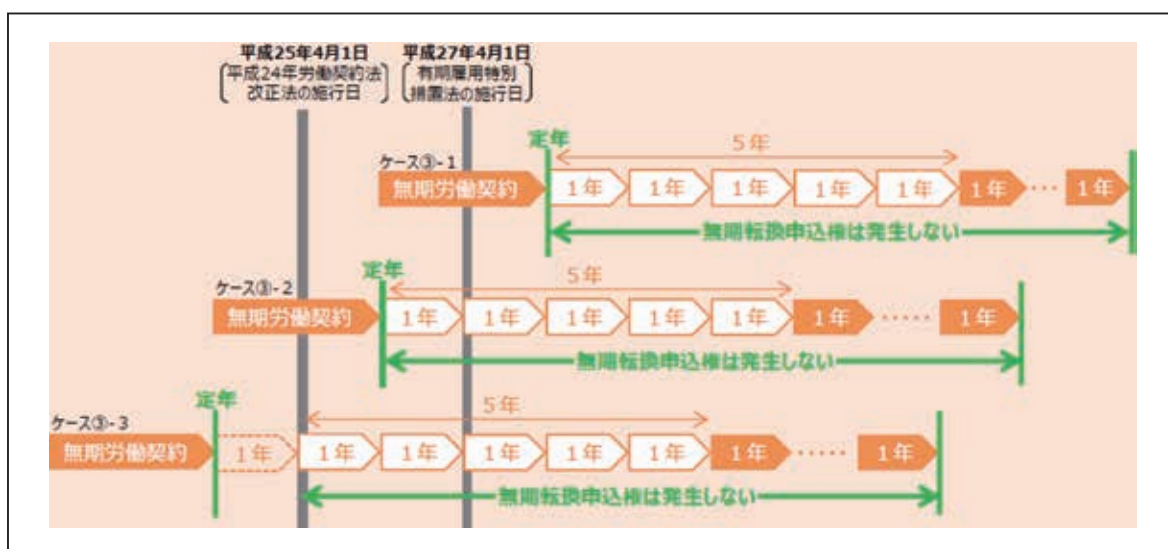 平成25年4月1日
平成24年労働契約法
改正法の施行日
平成27年4月1日
有期雇用特別
措置法の施行日
ケース③-1
定年
5年
無期労働契約
1年 1年 1年 1年 1年 1年 … 1年
無期転換申込権は発生しない
ケース③-2
定年
5年
無期労働契約
1年 1年 1年 1年 1年 1年 …… 1年
無期転換申込権は発生しない
ケース③-3
定年
5年
無期労働契約
1年 1年 1年 1年 1年 1年 1年 …… 1年
無期転換申込権は発生しない